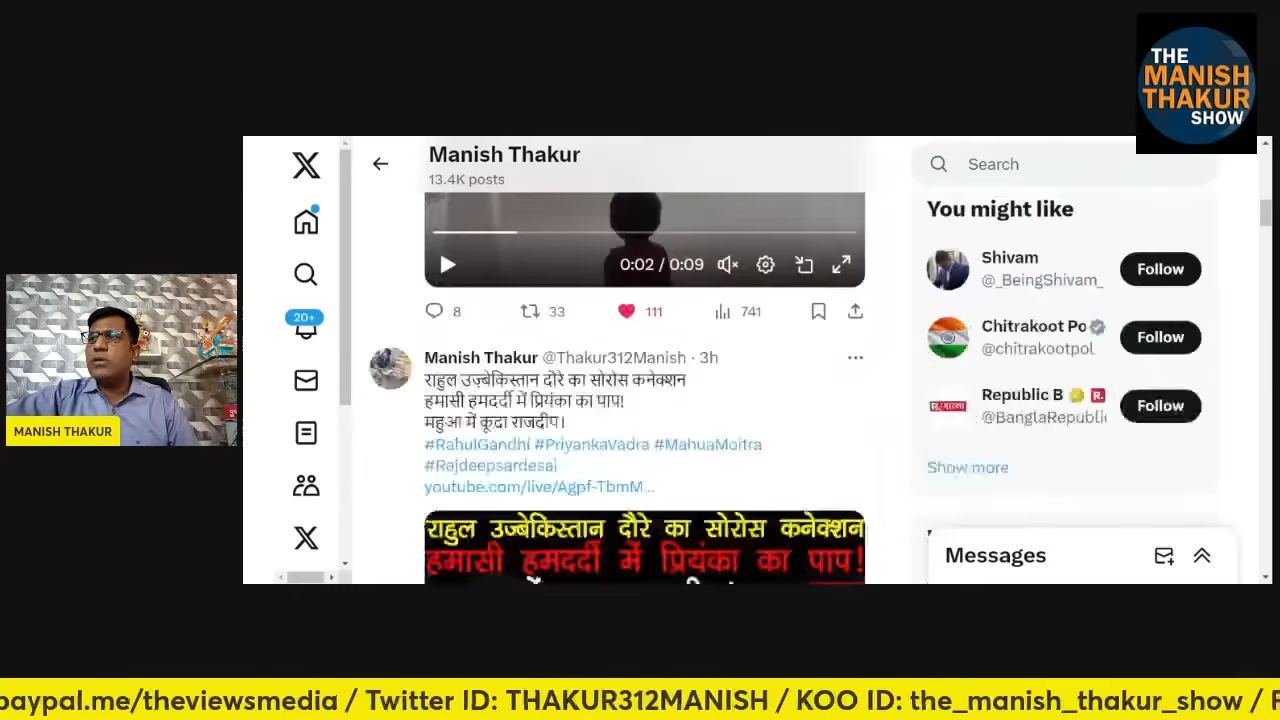 THE
MANISH
THAKUR
SHOW
Manish Thakur
13.4K posts
Search
0:02 / 0:09
8 33 111 741
20+
Manish Thakur @Thakur312Manish · 3h
राहुल उज़्बेकिस्तान दौरे का सोरोस कनेक्शन
हमासी हमदर्दी में प्रियंका का पाप!
महुआ में कूदा राजदीप।
#RahulGandhi #PriyankaVadra #MahuaMoitra
#Rajdeepsardesai
youtube.com/live/Agpf-TbmM…
राहुल उज्बेकिस्तान दौरे का सोरोस कनेक्शन
हमासी हमदर्दी में प्रियंका का पाप!
You might like
Shivam
@_BeingShivam_
Follow
Chitrakoot Po
@chitrakootpol
Follow
Republic B
@BanglaRepublic
Follow
Show more
Messages
MANISH THAKUR
paypal.me/theviewsmedia / Twitter ID: THAKUR312MANISH / KOO ID: the_manish_thakur_show /